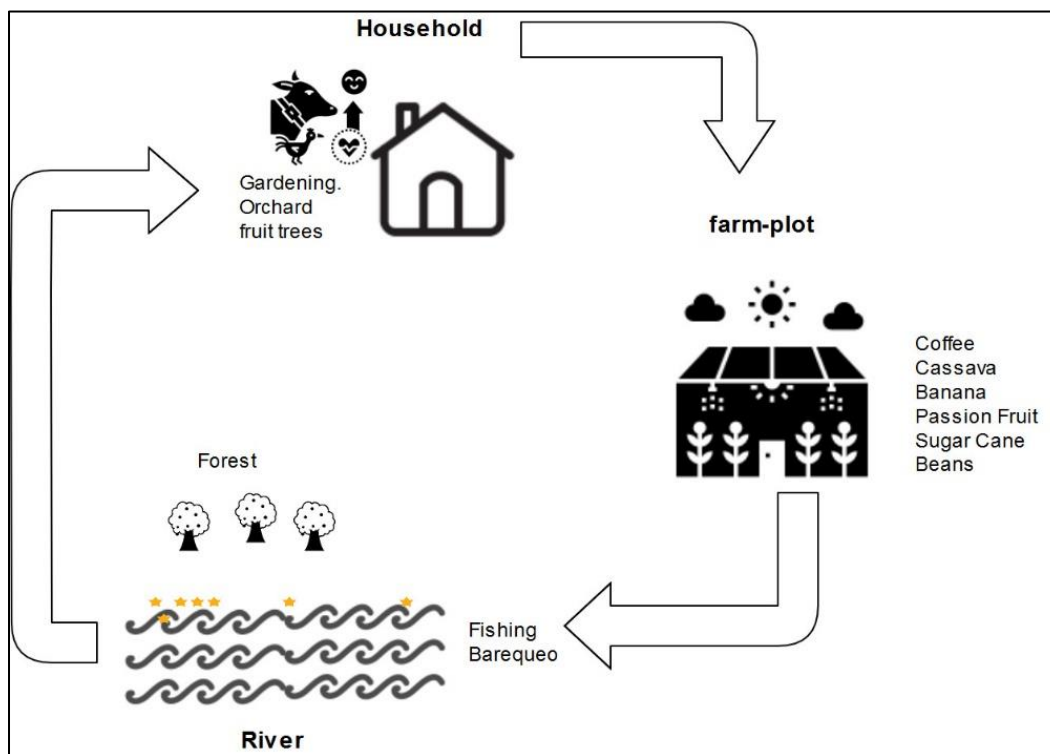 Household
Gardening.
Orchard
fruit trees
farm-plot
Coffee
Cassava
Banana
Passion Fruit
Sugar Cane
Beans
Forest
Fishing
Barequeo
River